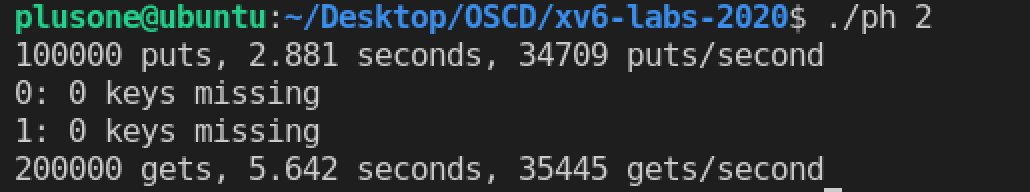 plusone@ubuntu:~/Desktop/OSCD/xv6-labs-2020$ ./ph 2
100000 puts, 2.881 seconds, 34709 puts/second
0: 0 keys missing
1: 0 keys missing
200000 gets, 5.642 seconds, 35445 gets/second